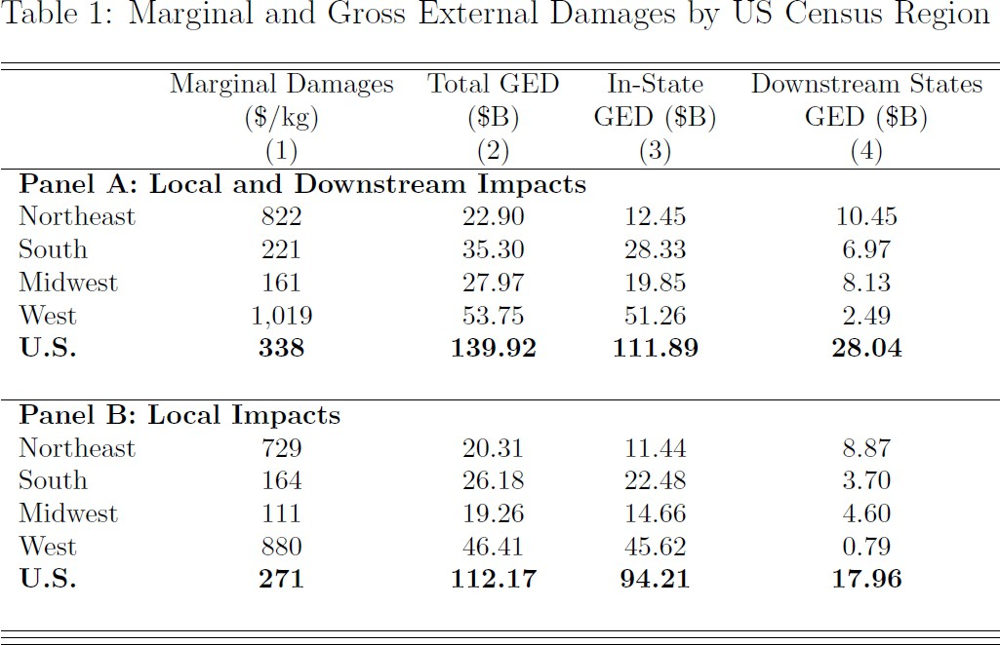 Table 1: Marginal and Gross External Damages by US Census Region
Marginal Damages Total GED In-State Downstream States
($/kg) ($B) GED ($B) GED ($B)
(1) (2) (3) (4)
Panel A: Local and Downstream Impacts
Northeast 822 22.90 12.45 10.45
South 221 35.30 28.33 6.97
Midwest 161 27.97 19.85 8.13
West 1,019 53.75 51.26 2.49
U.S. 338 139.92 111.89 28.04
Panel B: Local Impacts
Northeast 729 20.31 11.44 8.87
South 164 26.18 22.48 3.70
Midwest 111 19.26 14.66 4.60
West 880 46.41 45.62 0.79
U.S. 271 112.17 94.21 17.96